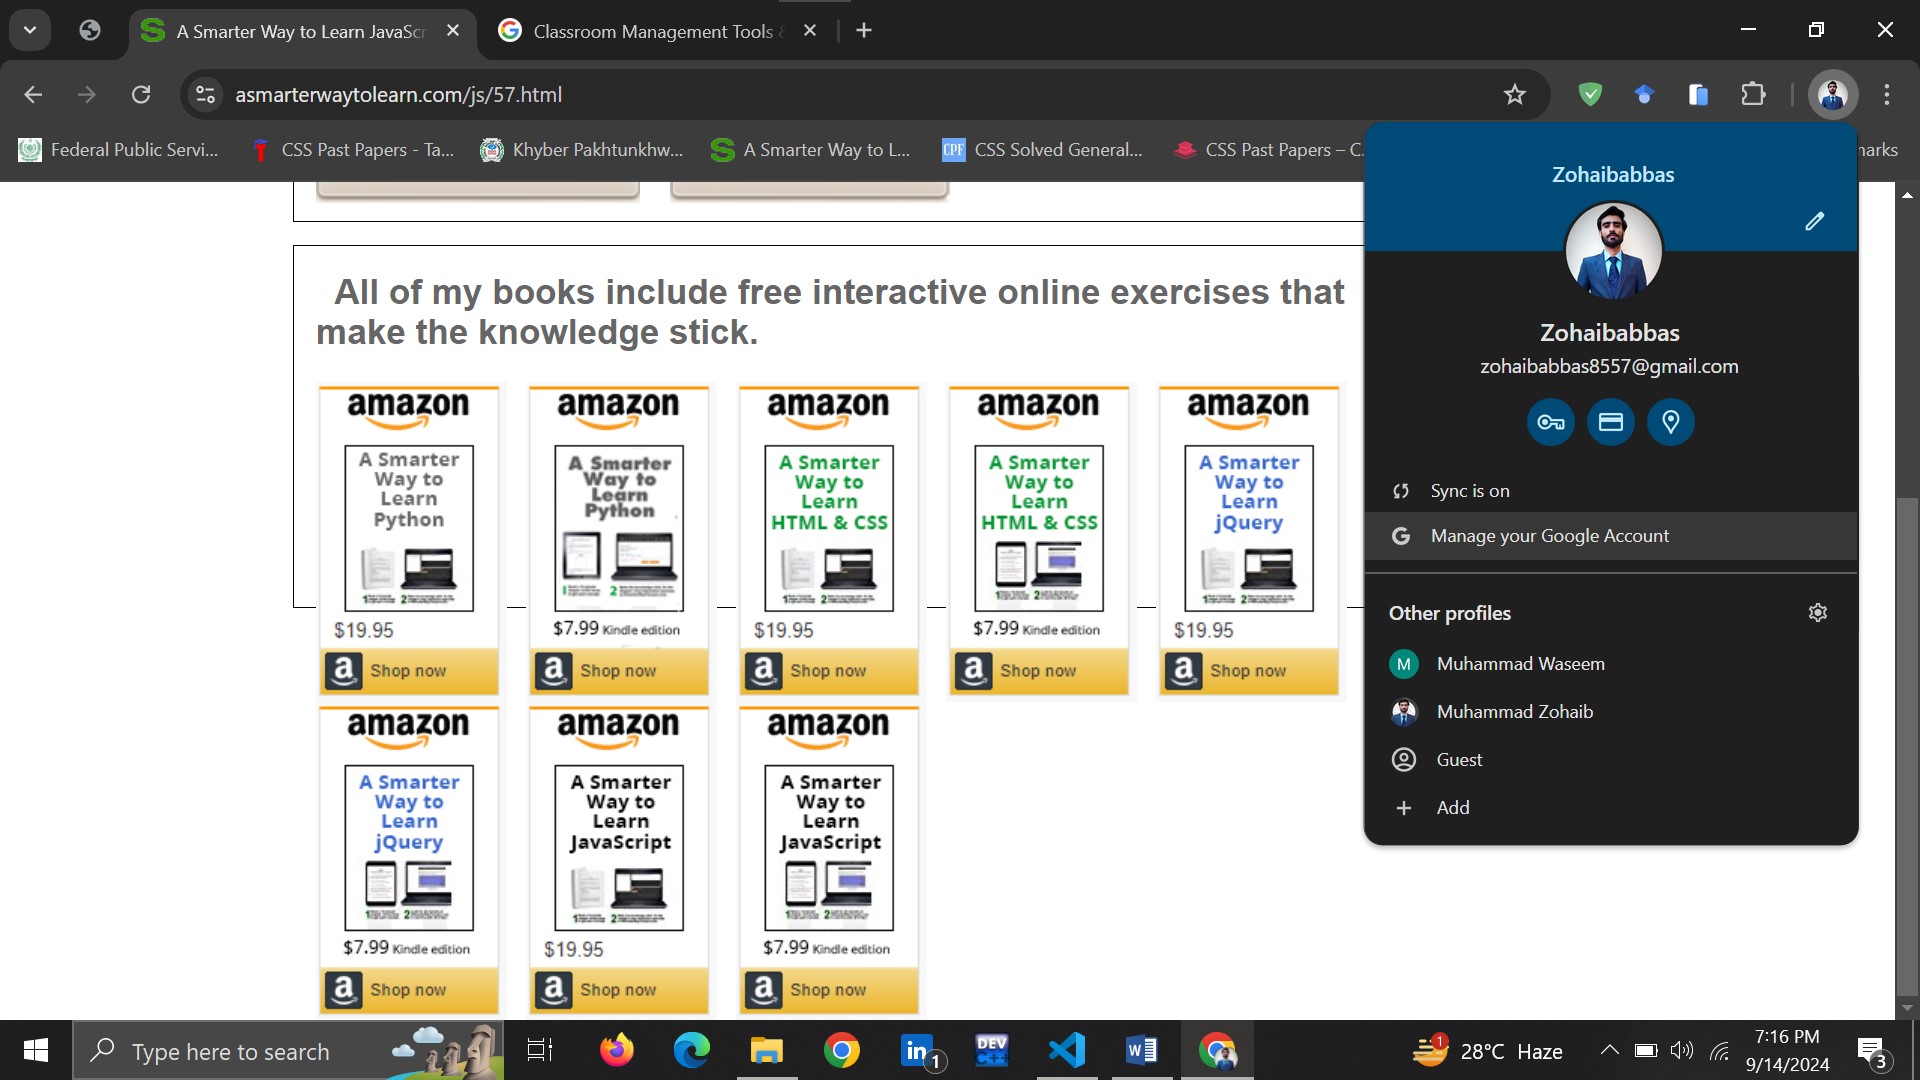 A Smarter Way to Learn JavaScr
Classroom Management Tools &
asmarterwaytolearn.com/js/57.html
Federal Public Servi...
CSS Past Papers - Ta...
Khyber Pakhtunkhw...
A Smarter Way to L...
CPF
CSS Solved General...
CSS Past Papers – C.
harks
All of my books include free interactive online exercises that
make the knowledge stick.
amazon
A Smarter
Way to
Learn
Python
$19.95
a Shop now
amazon
A Smarter
Way to
Learn
Python
$7.99 Kindle edition
a Shop now
amazon
A Smarter
Way to
Learn
HTML & CSS
$19.95
a Shop now
amazon
A Smarter
Way to
Learn
HTML & CSS
$7.99 Kindle edition
a Shop now
amazon
A Smarter
Way to
Learn
jQuery
$19.95
a Shop now
amazon
A Smarter
Way to
Learn
jQuery
$7.99 Kindle edition
a Shop now
amazon
A Smarter
Way to
Learn
JavaScript
$19.95
a Shop now
amazon
A Smarter
Way to
Learn
JavaScript
$7.99 Kindle edition
a Shop now
Zohaibabbas
Zohaibabbas
zohaibabbas8557@gmail.com
Sync is on
G Manage your Google Account
Other profiles
M Muhammad Waseem
Muhammad Zohaib
Guest
+ Add
Type here to search
in 1
DEV
C++
W
1
28°C Haze
7:16 PM
9/14/2024
3